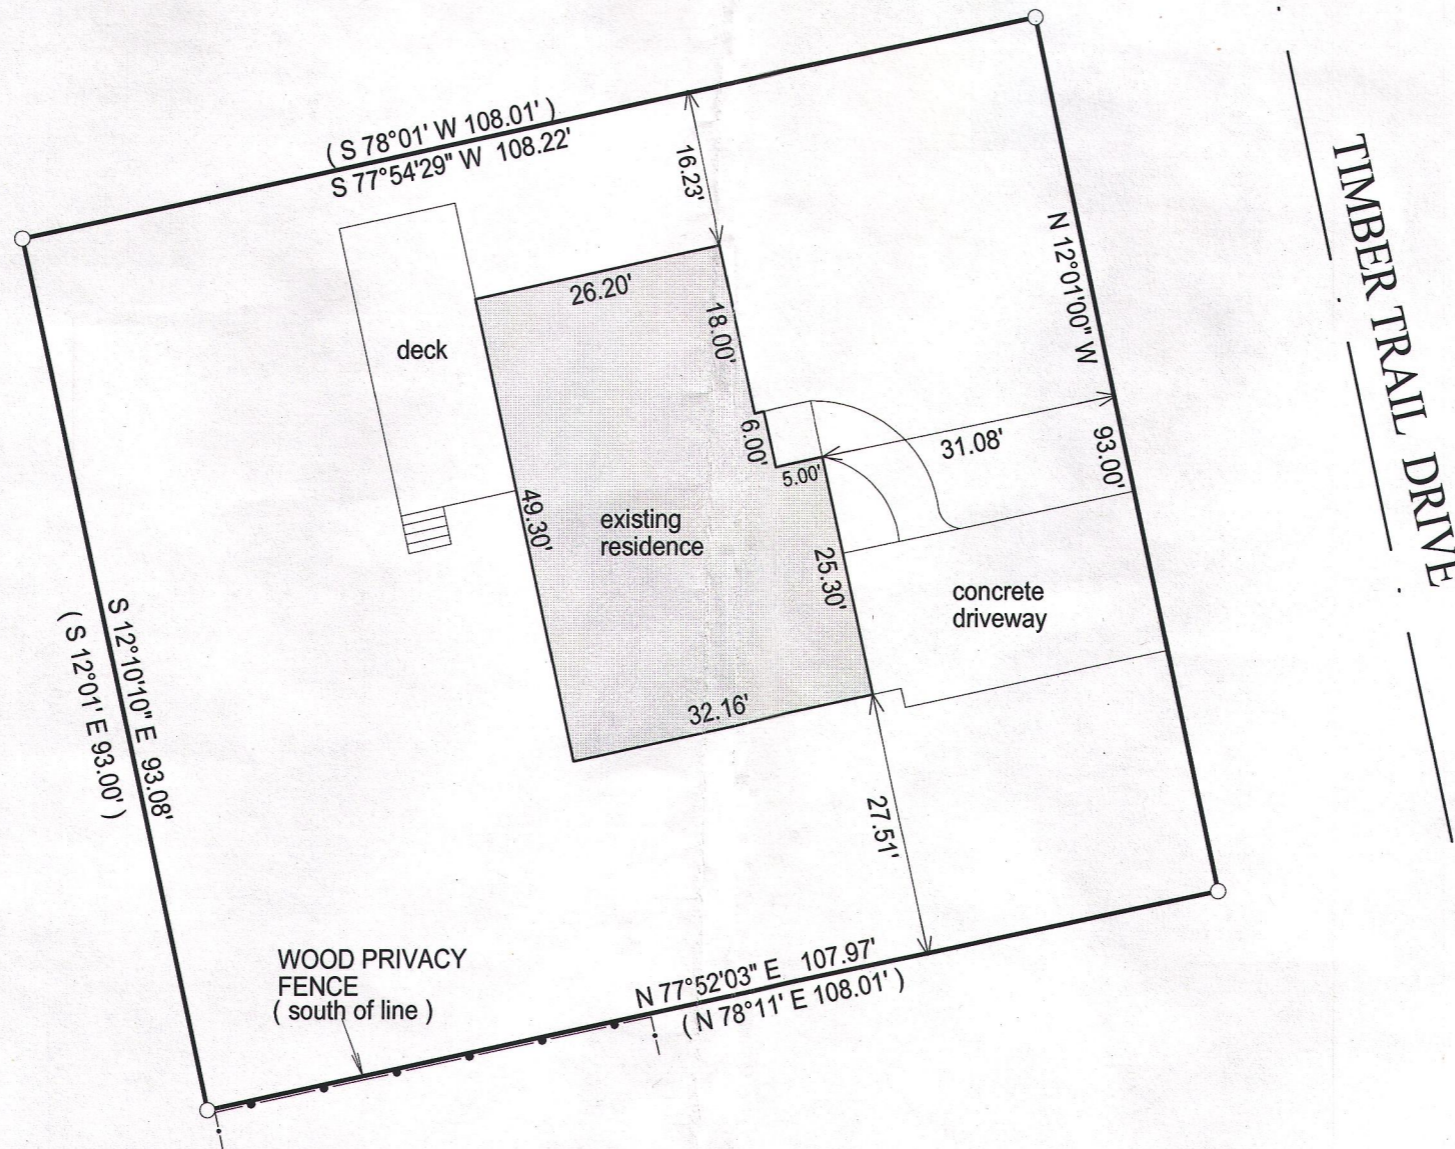 ( S 78°01' W 108.01' )
S 77°54'29" W 108.22'
16.23'
TIMBER TRAIL DRIVE
N 12°01'00" W
93.00'
26.20'
18.00'
deck
6.00'
5.00'
31.08'
49.30'
existing
residence
25.30'
concrete
driveway
32.16'
S 12°10'10" E 93.08'
( S 12°01' E 93.00' )
27.51'
WOOD PRIVACY
FENCE
( south of line )
N 77°52'03" E 107.97'
( N 78°11' E 108.01' )